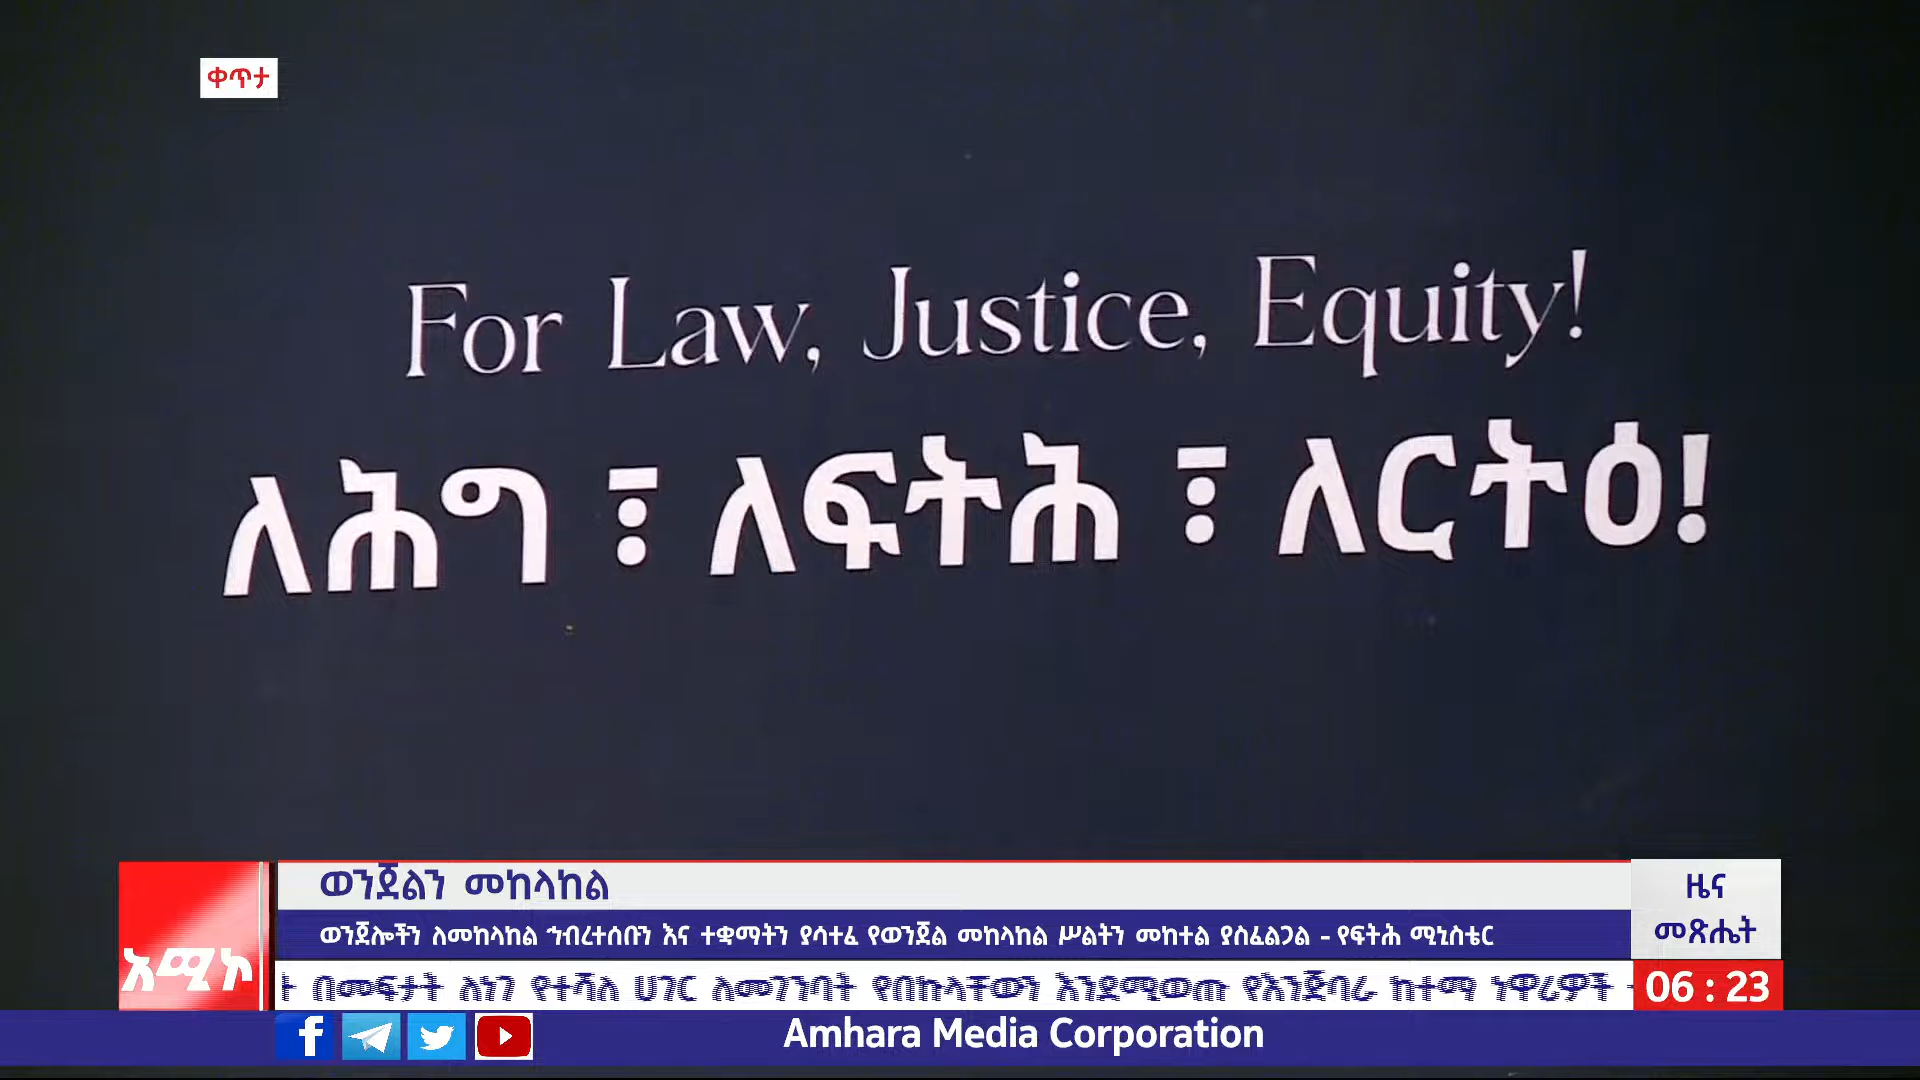 ቀጥታ
For Law, Justice, Equity!
ለሕግ ፣ ለፍትሕ ፣ ለርትዕ!
ወንጀልን መከላከል
ወንጀሎችን ለመከላከል ኅብረተሰቡን እና ተቋማትን ያሳተፈ የወንጀል መከላከል ሥልትን መከተል ያስፈልጋል - የፍትሕ ሚኒስቴር
ዜና
መጽሔት
አሚኮ
ት በመፍታት ለነገ የተሻለ ሀገር ለመገንባት የበኩላቸውን እንደሚወጡ የእንጅባራ ከተማ ነዋሪዎች -
06 : 23
Amhara Media Corporation